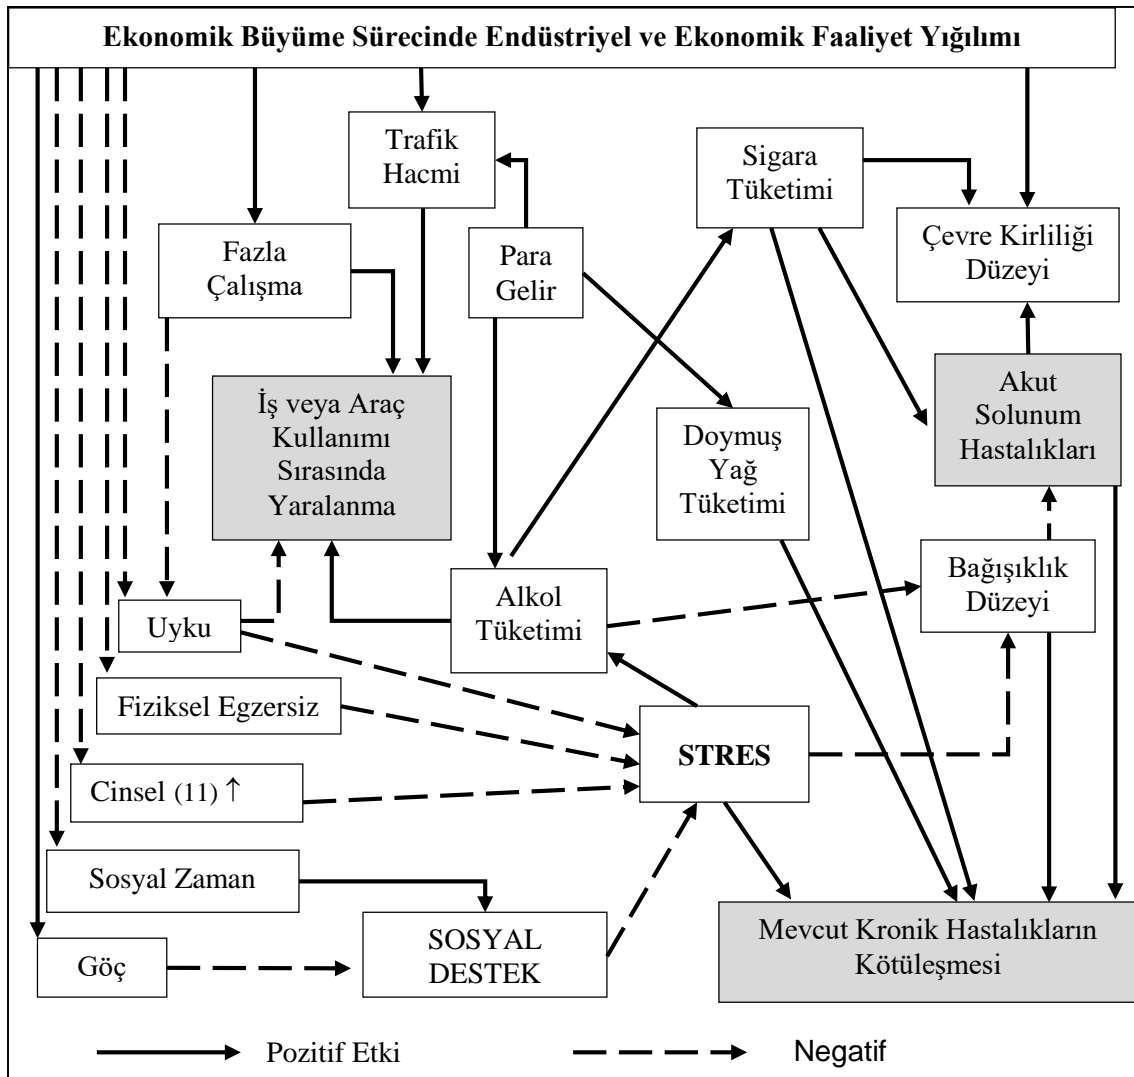 Ekonomik Büyüme Sürecinde Endüstriyel ve Ekonomik Faaliyet Yığılımı
Trafik
Hacmi
Sigara
Tüketimi
Fazla
Çalışma
Para
Gelir
Çevre Kirliliği
Düzeyi
İş veya Araç
Kullanımı
Sırasında
Yaralanma
Doymuş
Yağ
Tüketimi
Akut
Solunum
Hastalıkları
Uyku
Alkol
Tüketimi
Bağışıklık
Düzeyi
Fiziksel Egzersiz
STRES
Cinsel (11) ↑
Sosyal Zaman
SOSYAL
DESTEK
Mevcut Kronik Hastalıkların
Kötüleşmesi
Göç
Pozitif Etki
Negatif